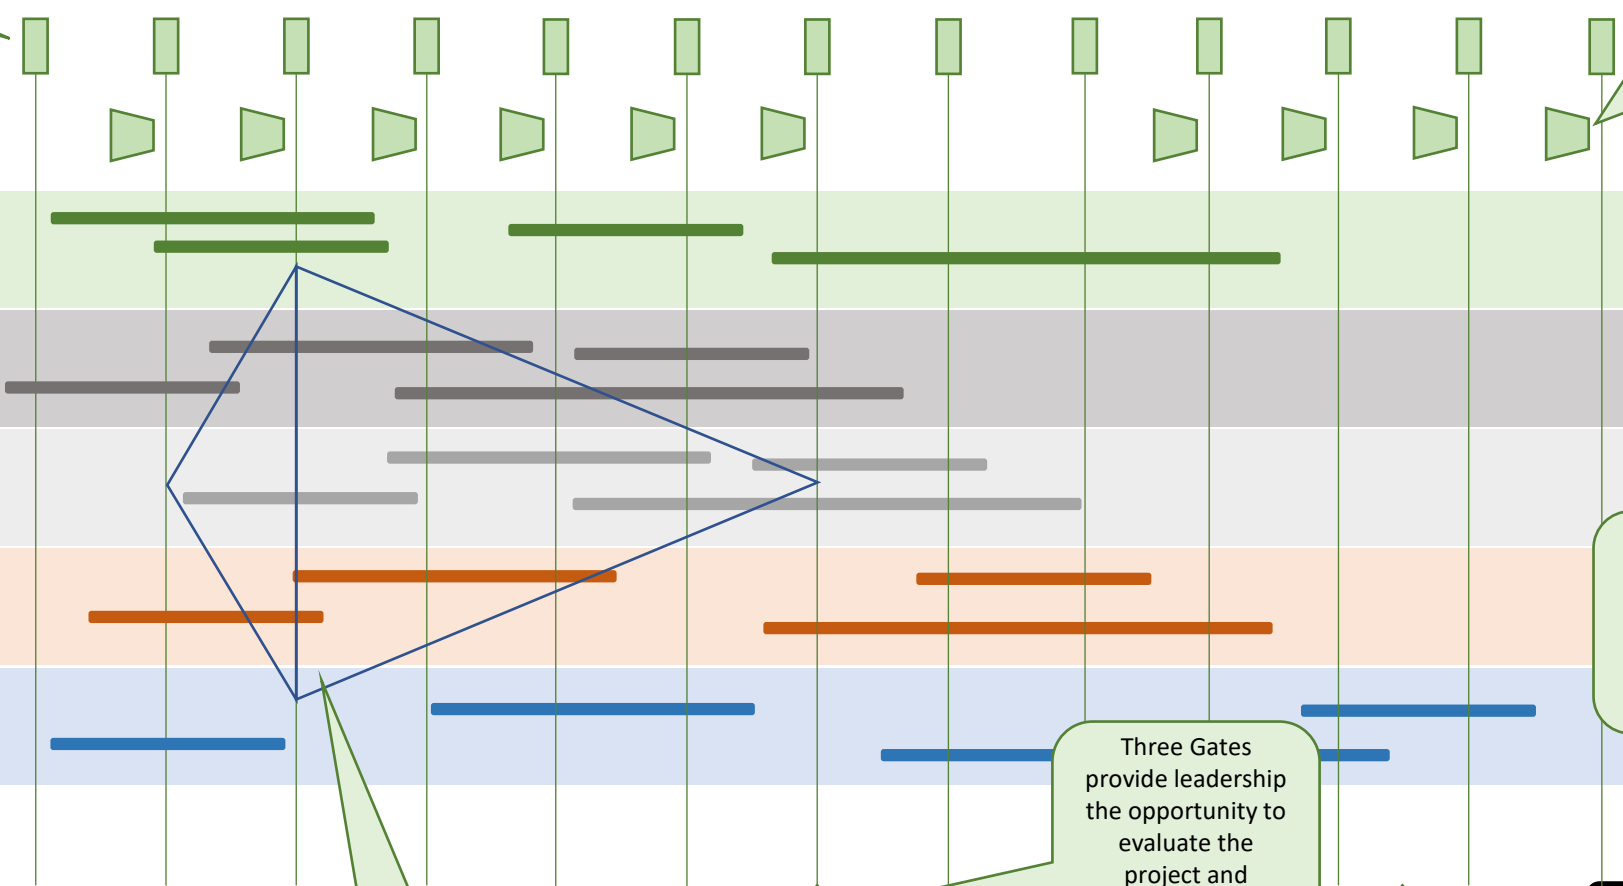 Three Gates
provide leadership
the opportunity to
evaluate the
project and